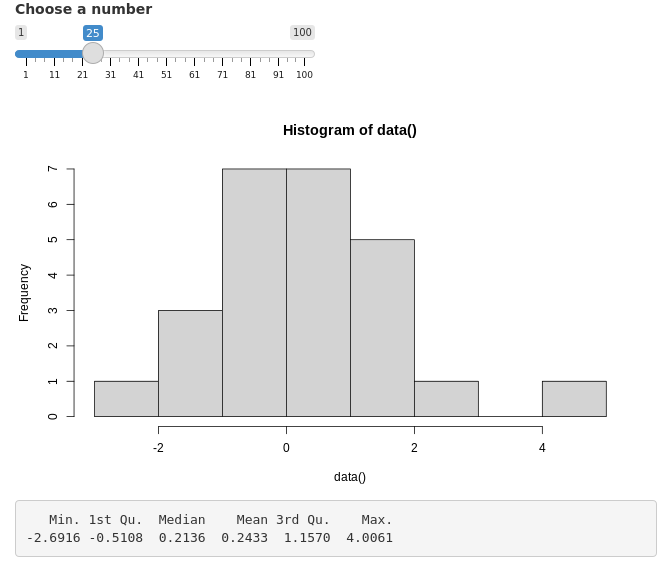 Choose a number
1 25 100
1 11 21 31 41 51 61 71 81 91 100
Histogram of data()
7
6
5
4
3
2
1
0
Frequency
-2 0 2 4
data()
Min. 1st Qu. Median Mean 3rd Qu. Max.
-2.6916 -0.5108 0.2136 0.2433 1.1570 4.0061